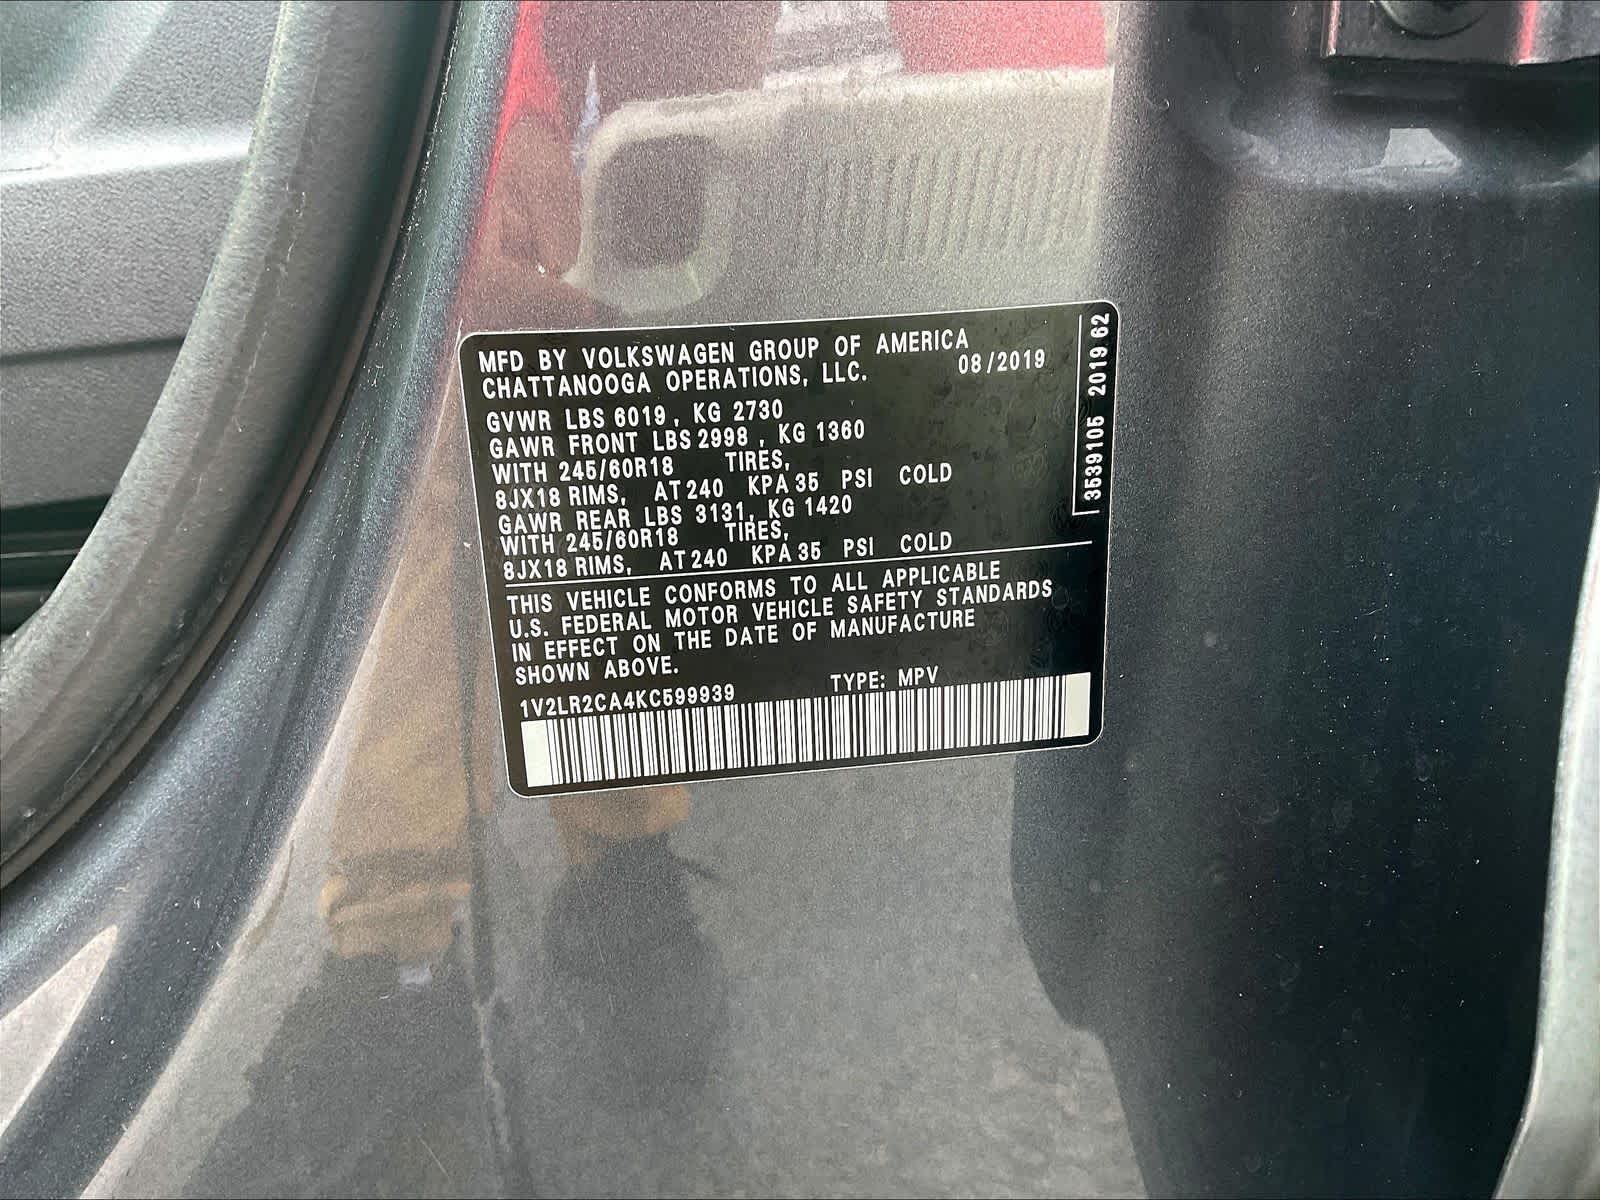 MFD BY VOLKSWAGEN GROUP OF AMERICA
CHATTANOOGA OPERATIONS, LLC. 08/2019
GVWR LBS 6019, KG 2730
GAWR FRONT LBS 2998, KG 1360
WITH 245/60R18 TIRES,
8JX18 RIMS, AT 240 KPA 35 PSI COLD
GAWR REAR LBS 3131, KG 1420
WITH 245/60R18 TIRES,
8JX18 RIMS, AT 240 KPA 35 PSI COLD
THIS VEHICLE CONFORMS TO ALL APPLICABLE
U.S. FEDERAL MOTOR VEHICLE SAFETY STANDARDS
IN EFFECT ON THE DATE OF MANUFACTURE
SHOWN ABOVE.
1V2LR2CA4KC599939 TYPE: MPV
3539105 2019 62